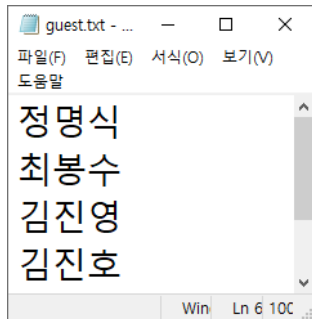 guest.txt - ...
파일(F) 편집(E) 서식(O) 보기(V)
도움말
정명식
최봉수
김진영
김진호
Win Ln 6 100